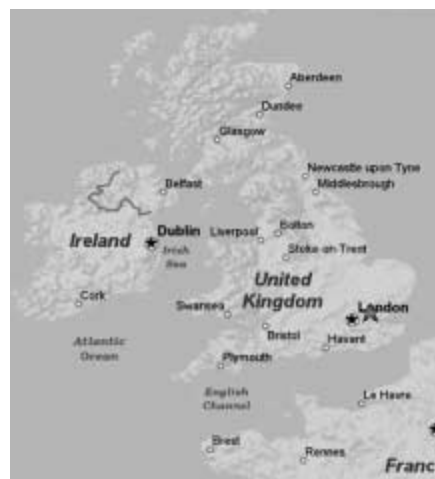 Aberdeen
Dundee
Glasgow
Newcastle upon Tyne
Belfast
Middlesbrough
Dublin
Liverpool
Bolton
Ireland
Irish
Sea
Stoke-on-Trent
United
Kingdom
Cork
Swansea
London
Bristol
Havant
Atlantic
Ocean
Plymouth
English
Channel
Le Havre
Brest
Rennes
Franc